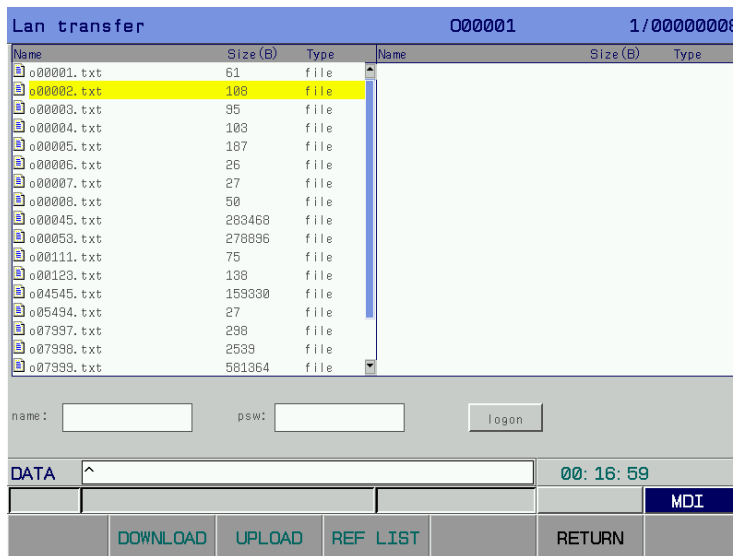 Lan transfer O00001 1/00000008
Name Size(B) Type Name Size(B) Type
o00001.txt 61 file
o00002.txt 108 file
o00003.txt 95 file
o00004.txt 103 file
o00005.txt 187 file
o00006.txt 26 file
o00007.txt 27 file
o00008.txt 50 file
o00045.txt 283468 file
o00053.txt 278896 file
o00111.txt 75 file
o00123.txt 138 file
o04545.txt 159330 file
o05494.txt 27 file
o07997.txt 298 file
o07998.txt 2539 file
o07999.txt 581364 file
name: psw: logon
DATA ^ 00:16:59
MDI
DOWNLOAD UPLOAD REF LIST RETURN